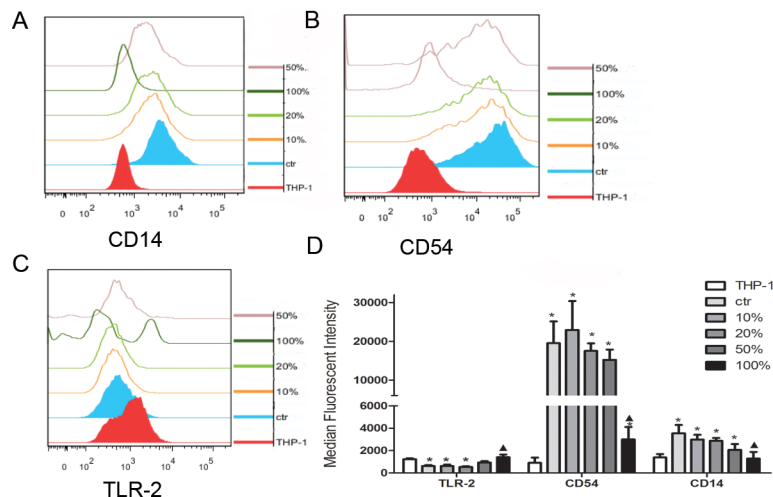 A
50%.
100%
20%
10%.
ctr
THP-1
0 10² 10³ 10⁴ 10⁵
CD14
B
50%
100%
20%
10%
ctr
THP-1
0 10² 10³ 10⁴ 10⁵
CD54
C
50%
100%
20%
10%
ctr
THP-1
0 10² 10³ 10⁴ 10⁵
TLR-2
D
Median Fluorescent Intensity
30000
20000
10000
6000
4000
2000
0
* * *
* * * * ▲ *
* * * * ▲
▲
TLR-2 CD54 CD14
THP-1
ctr
10%
20%
50%
100%